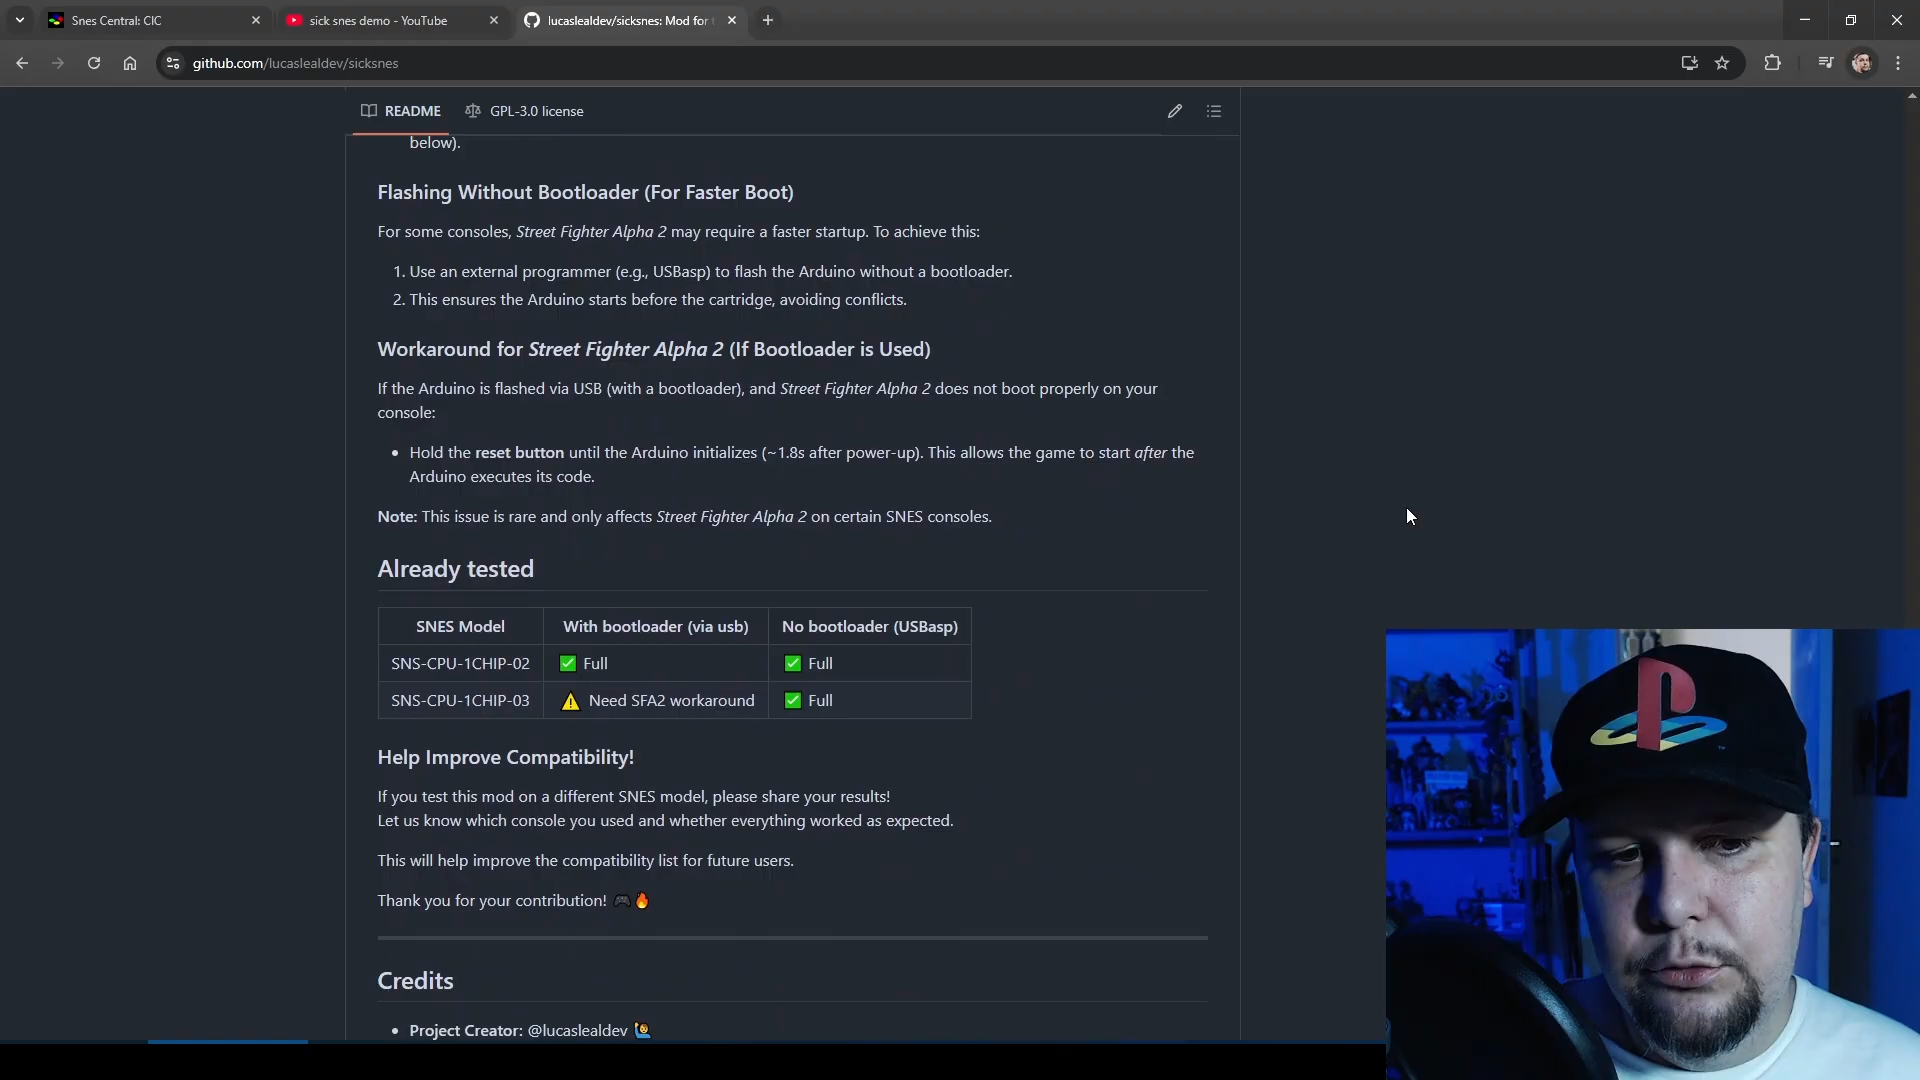 Snes Central: CIC
sick snes demo - YouTube
lucaslealdev/sicksnes: Mod for t
github.com/lucaslealdev/sicksnes
README
GPL-3.0 license
below).
Flashing Without Bootloader (For Faster Boot)
For some consoles, Street Fighter Alpha 2 may require a faster startup. To achieve this:
1. Use an external programmer (e.g., USBasp) to flash the Arduino without a bootloader.
2. This ensures the Arduino starts before the cartridge, avoiding conflicts.
Workaround for Street Fighter Alpha 2 (If Bootloader is Used)
If the Arduino is flashed via USB (with a bootloader), and Street Fighter Alpha 2 does not boot properly on your
console:
• Hold the reset button until the Arduino initializes (~1.8s after power-up). This allows the game to start after the
Arduino executes its code.
Note: This issue is rare and only affects Street Fighter Alpha 2 on certain SNES consoles.
Already tested
SNES Model With bootloader (via usb) No bootloader (USBasp)
SNS-CPU-1CHIP-02 ✅ Full ✅ Full
SNS-CPU-1CHIP-03 ⚠️ Need SFA2 workaround ✅ Full
Help Improve Compatibility!
If you test this mod on a different SNES model, please share your results!
Let us know which console you used and whether everything worked as expected.
This will help improve the compatibility list for future users.
Thank you for your contribution! 🎮🔥
Credits
• Project Creator: @lucaslealdev 🙋